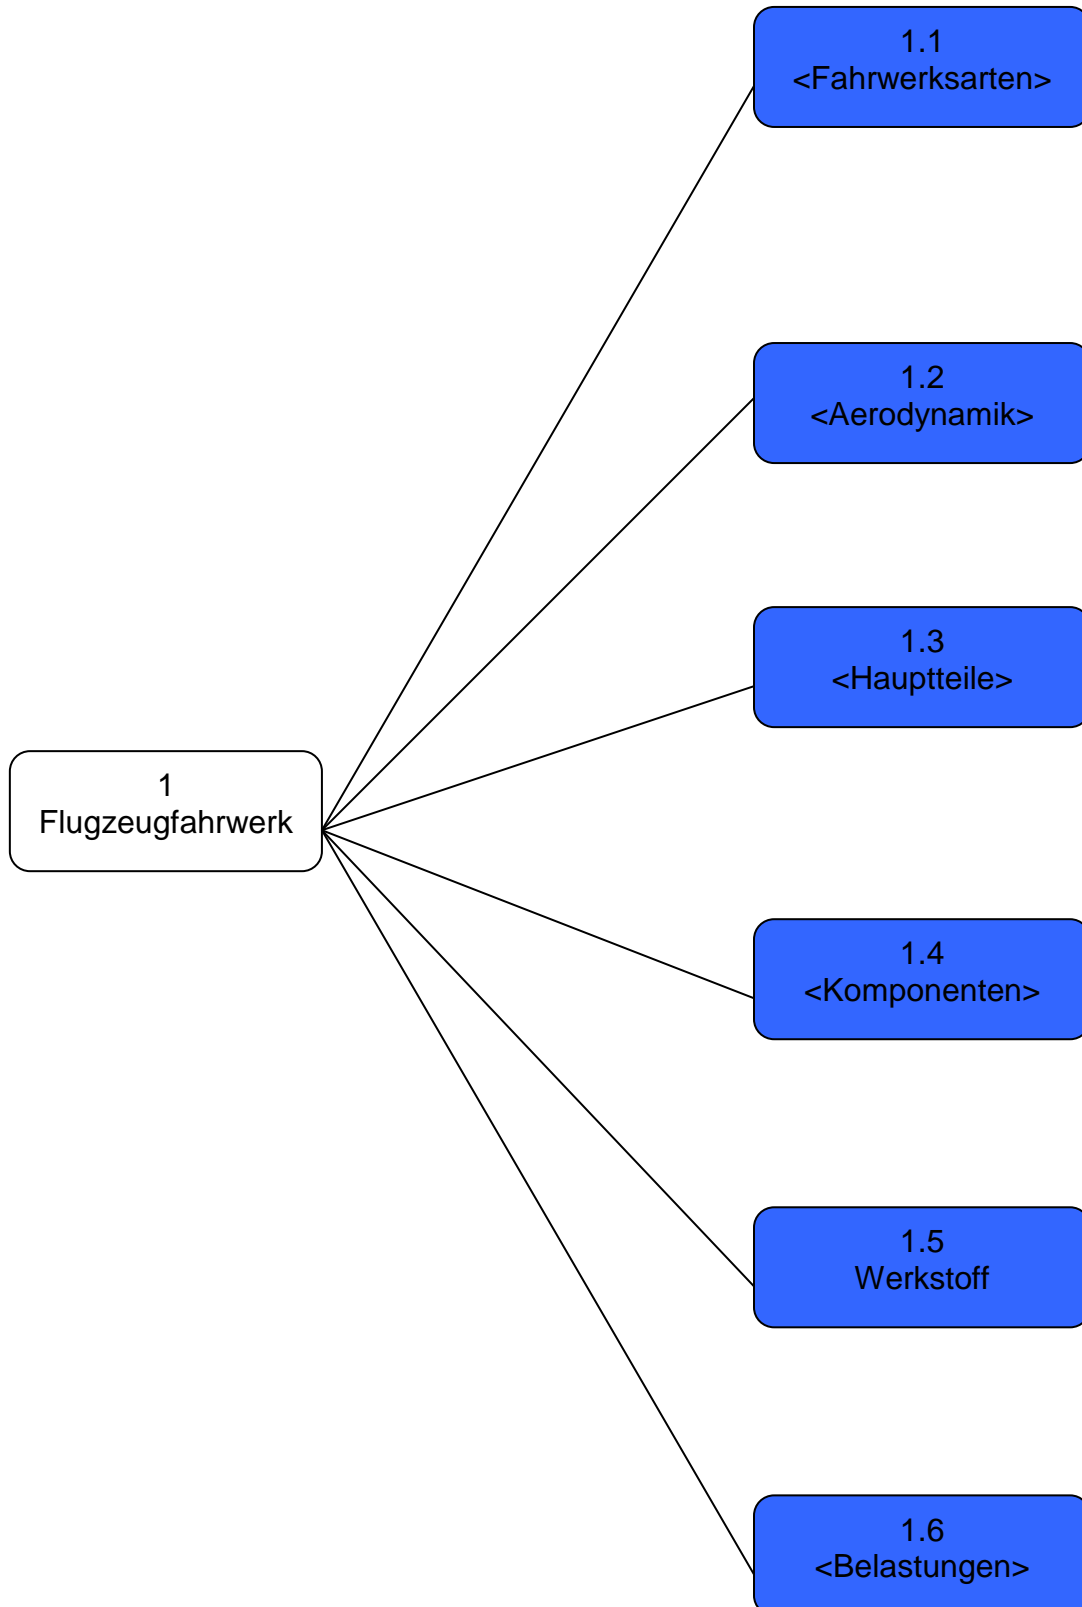 1.1
<Fahrwerksarten>
1.2
<Aerodynamik>
1.3
<Hauptteile>
1
Flugzeugfahrwerk
1.4
<Komponenten>
1.5
Werkstoff
1.6
<Belastungen>